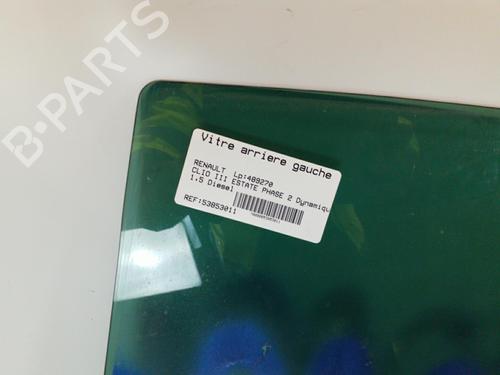 B-PARTS
Vitre arriere gauche
RENAULT Lp:489270
CLIO III ESTATE PHASE 2 Dynamiqu
1.5 Diesel
REF:53853011